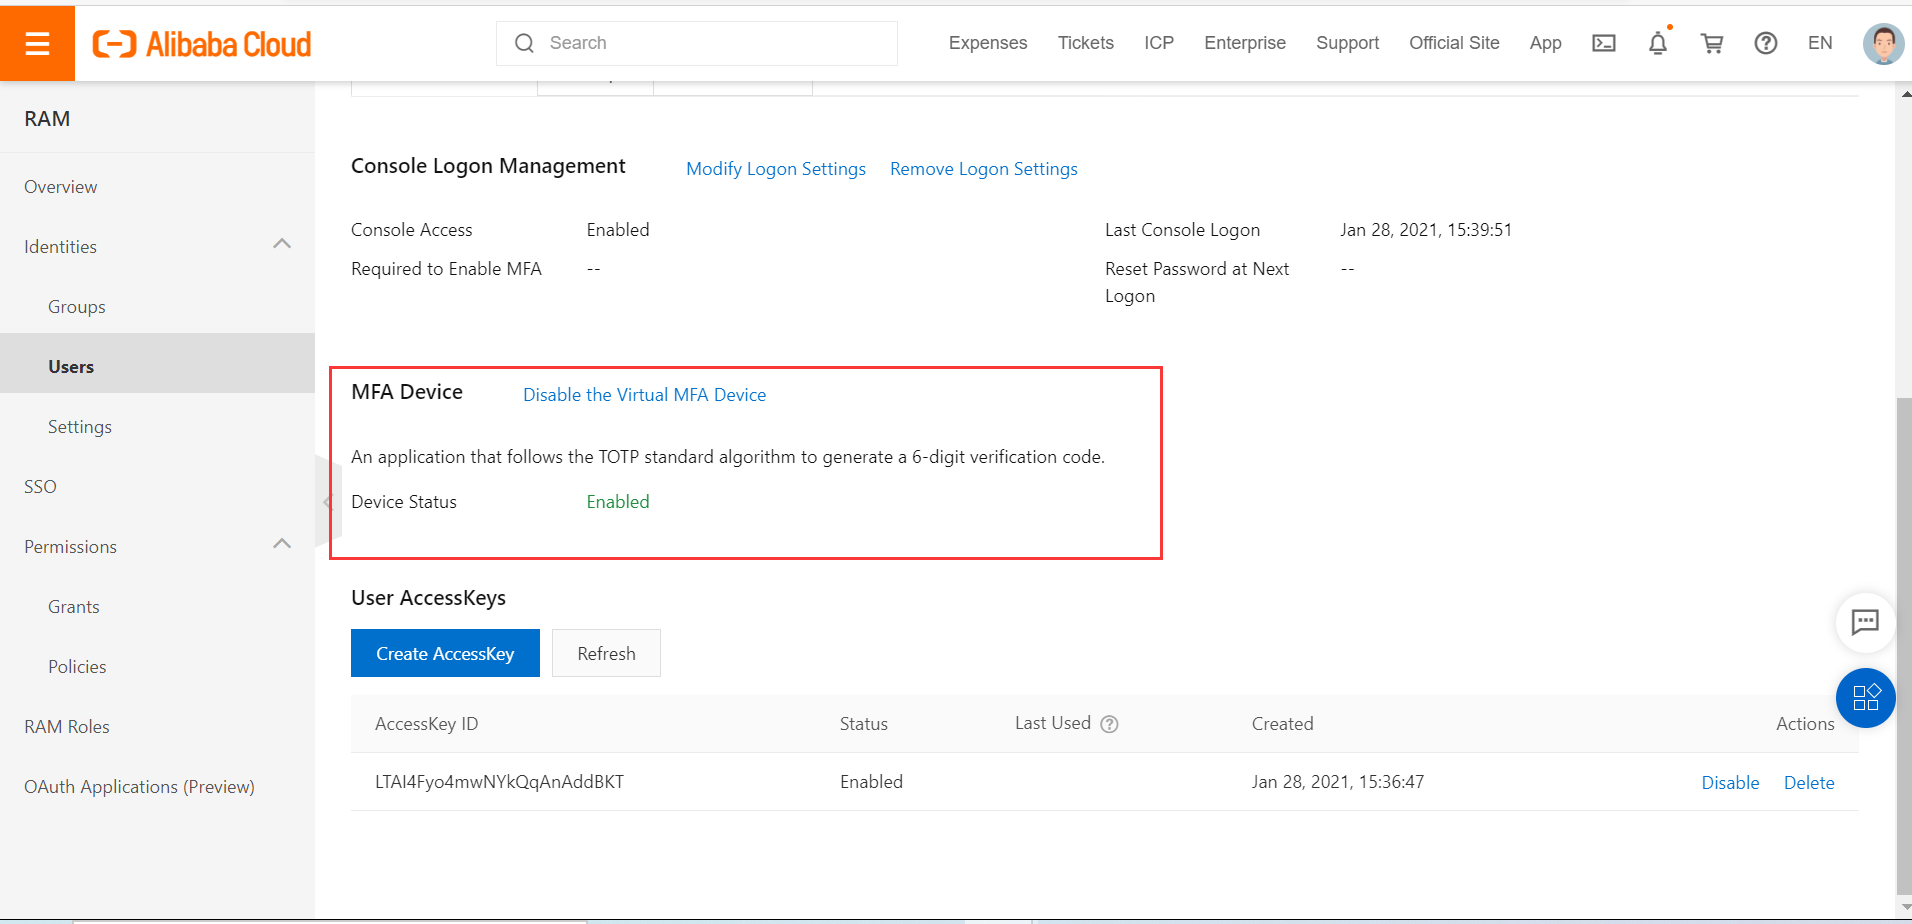 Alibaba Cloud
Search
Expenses Tickets ICP Enterprise Support Official Site App EN
RAM
Overview
Identities
Groups
Users
Settings
SSO
Permissions
Grants
Policies
RAM Roles
OAuth Applications (Preview)
Console Logon Management Modify Logon Settings Remove Logon Settings
Console Access Enabled Last Console Logon Jan 28, 2021, 15:39:51
Required to Enable MFA -- Reset Password at Next --
Logon
MFA Device Disable the Virtual MFA Device
An application that follows the TOTP standard algorithm to generate a 6-digit verification code.
Device Status Enabled
User AccessKeys
Create AccessKey Refresh
AccessKey ID Status Last Used Created Actions
LTAI4Fyo4mwNYkQqAnAddBKT Enabled Jan 28, 2021, 15:36:47 Disable Delete